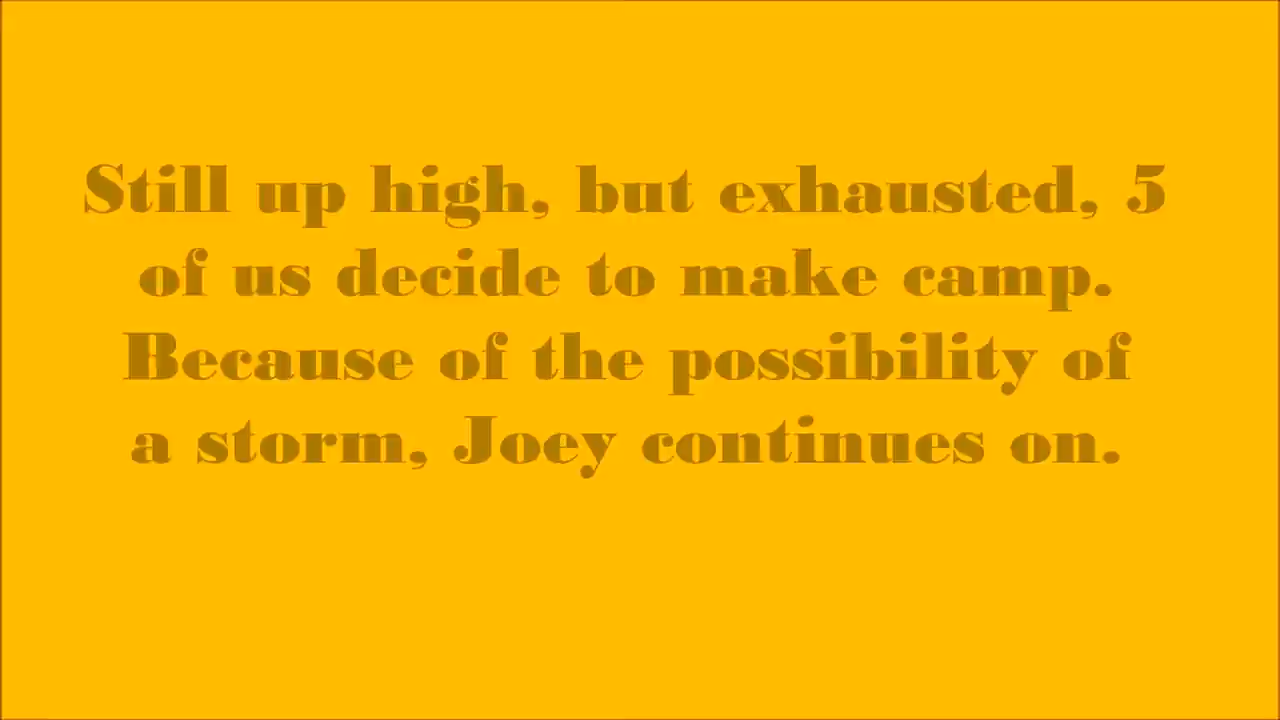 Still up high, but exhausted, 5
of us decide to make camp.
Because of the possibility of
a storm, Joey continues on.